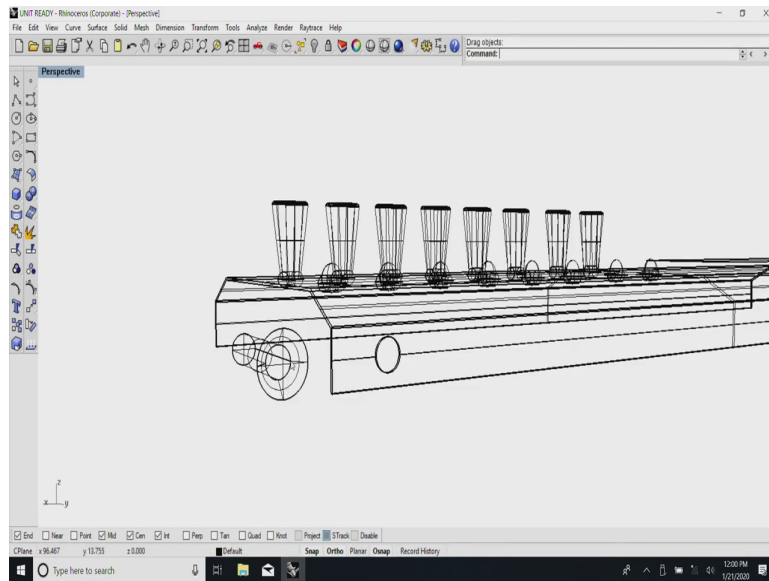 UNIT READY - Rhinoceros (Corporate) - [Perspective]
File Edit View Curve Surface Solid Mesh Dimension Transform Tools Analyze Render Raytrace Help
Drag objects:
Command:
Perspective
z
x y
End Near Point Mid Cen Int Perp Tan Quad Knot Project STrack Disable
CPlane x 96.467 y 13.755 z 0.000 Default Snap Ortho Planar Osnap Record History
Type here to search
12:00 PM
1/21/2020